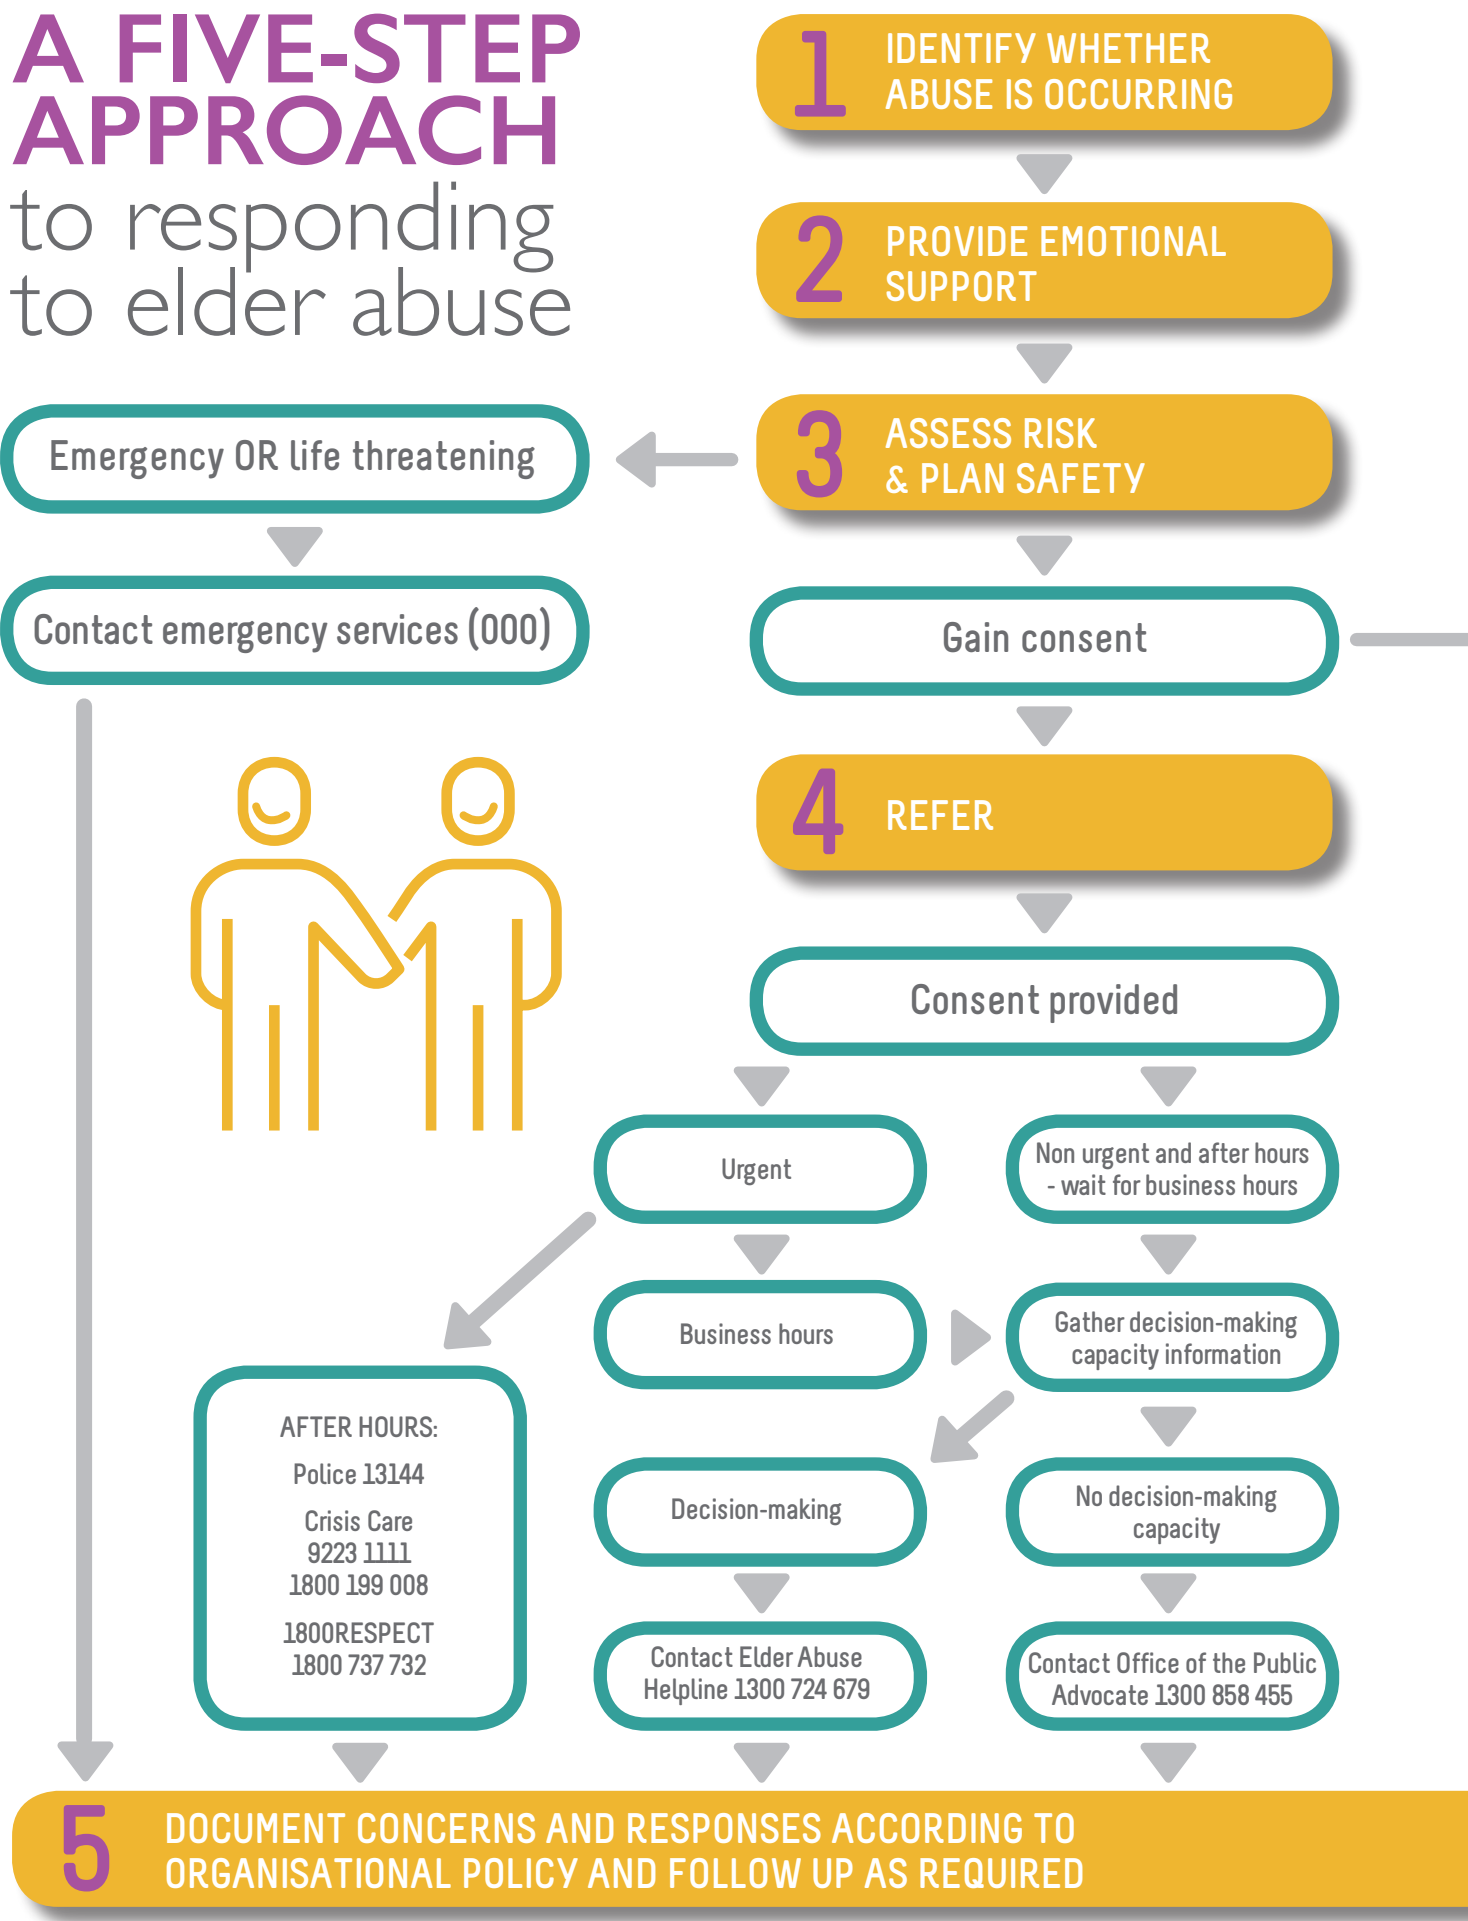 A FIVE-STEP
APPROACH
to responding
to elder abuse
1
IDENTIFY WHETHER
ABUSE IS OCCURRING
2
PROVIDE EMOTIONAL
SUPPORT
3
ASSESS RISK
& PLAN SAFETY
Emergency OR life threatening
Contact emergency services (000)
Gain consent
4
REFER
Consent provided
Urgent
Non urgent and after hours
- wait for business hours
Business hours
Gather decision-making
capacity information
AFTER HOURS:
Police 13144
Crisis Care
9223 1111
1800 199 008
1800RESPECT
1800 737 732
Decision-making
No decision-making
capacity
Contact Elder Abuse
Helpline 1300 724 679
Contact Office of the Public
Advocate 1300 858 455
5
DOCUMENT CONCERNS AND RESPONSES ACCORDING TO
ORGANISATIONAL POLICY AND FOLLOW UP AS REQUIRED